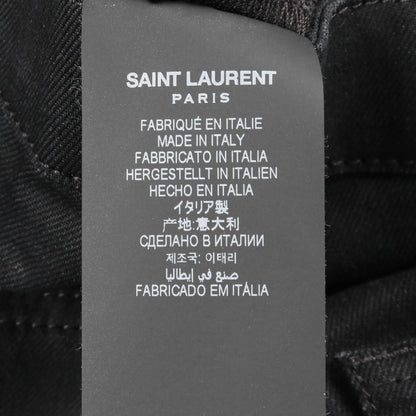 SAINT LAURENT
PARIS
FABRIQUÉ EN ITALIE
MADE IN ITALY
FABBRICATO IN ITALIA
HERGESTELLT IN ITALIEN
HECHO EN ITALIA
イタリア製
产地:意大利
СДЕЛАНО В ИТАЛИИ
제조국: 이태리
صنع في إيطاليا
FABRICADO EM ITÁLIA